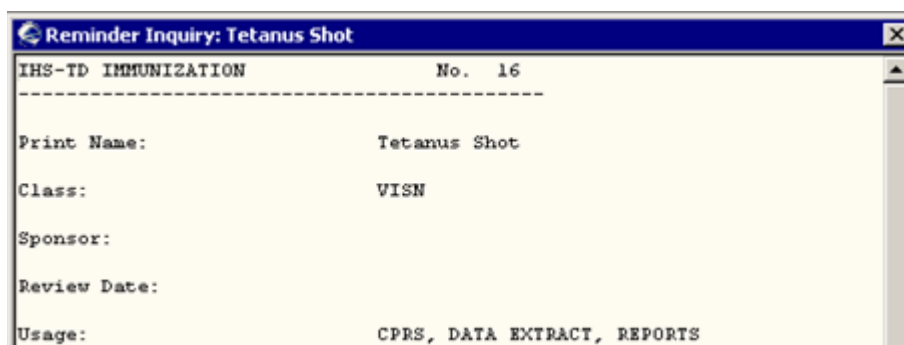 Reminder Inquiry: Tetanus Shot
IHS-TD IMMUNIZATION No. 16
---------------------------------------------
Print Name: Tetanus Shot
Class: VISN
Sponsor:
Review Date:
Usage: CPRS, DATA EXTRACT, REPORTS